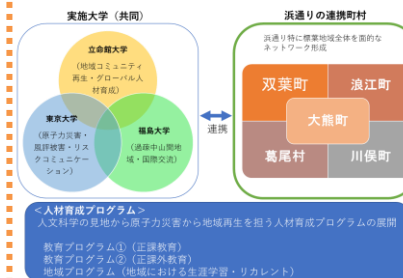 実施大学（共同）
立命館大学
（地域コミュニティ
再生・グローバル人
材育成）
東京大学
（原子力災害・
風評被害・リス
クコミュニケー
ション）
福島大学
（過疎中山間地
域・国際交流）
連携
浜通りの連携町村
浜通り特に標葉地域全体を面的な
ネットワーク形成
双葉町
浪江町
大熊町
葛尾村
川俣町
＜人材育成プログラム＞
人文科学の見地から原子力災害から地域再生を担う人材育成プログラムの展開
教育プログラム①（正課教育）
教育プログラム②（正課外教育）
地域プログラム（地域における生涯学習・リカレント）